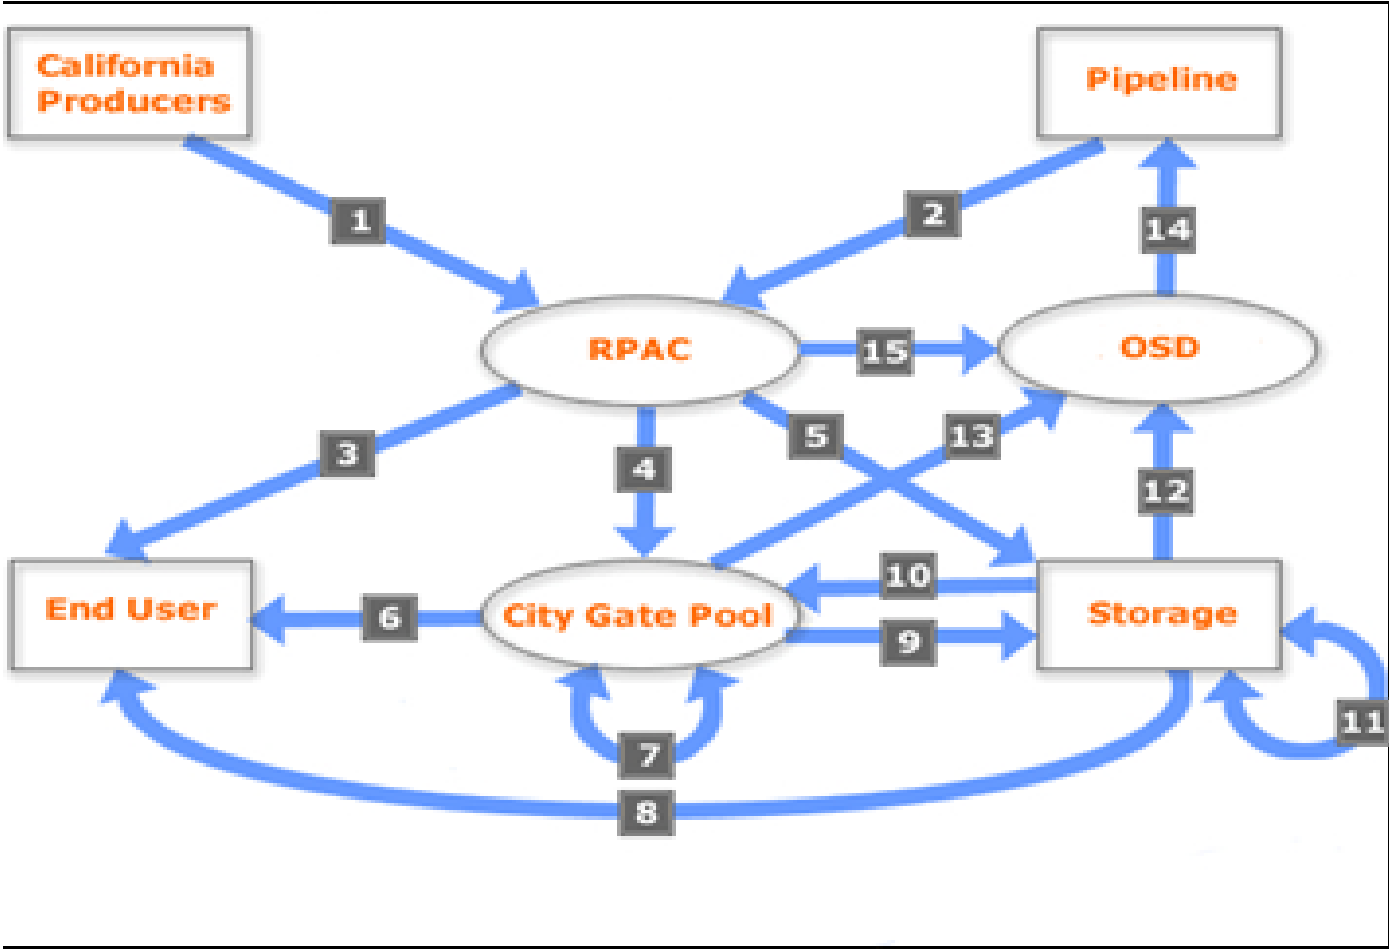 California
Producers
Pipeline
1
2
14
RPAC
15
OSD
3
4
5
13
12
End User
6
City Gate Pool
10
9
Storage
7
11
8